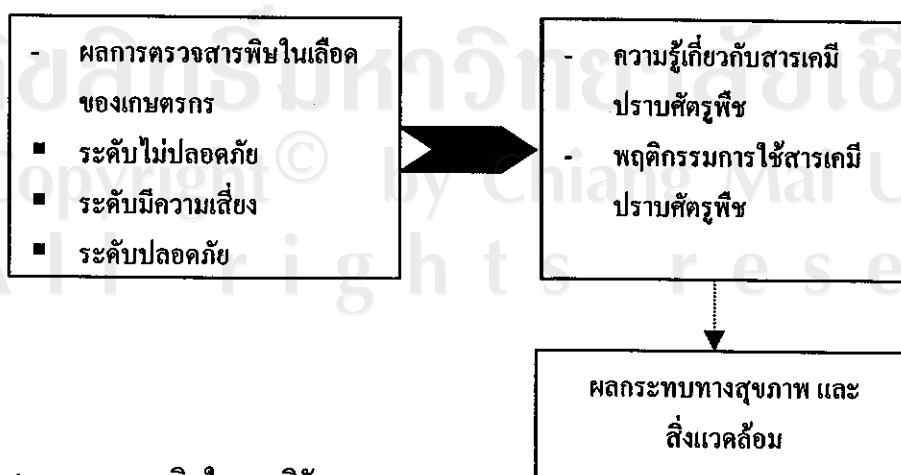 - ผลการตรวจสารพิษในเลือด
ของเกษตรกร
▪ ระดับไม่ปลอดภัย
▪ ระดับมีความเสี่ยง
▪ ระดับปลอดภัย
- ความรู้เกี่ยวกับสารเคมี
ปราบศัตรูพืช
- พฤติกรรมการใช้สารเคมี
ปราบศัตรูพืช
ผลกระทบทางสุขภาพ และ
สิ่งแวดล้อม
Copyright© by Chiang Mai U
All rights rese